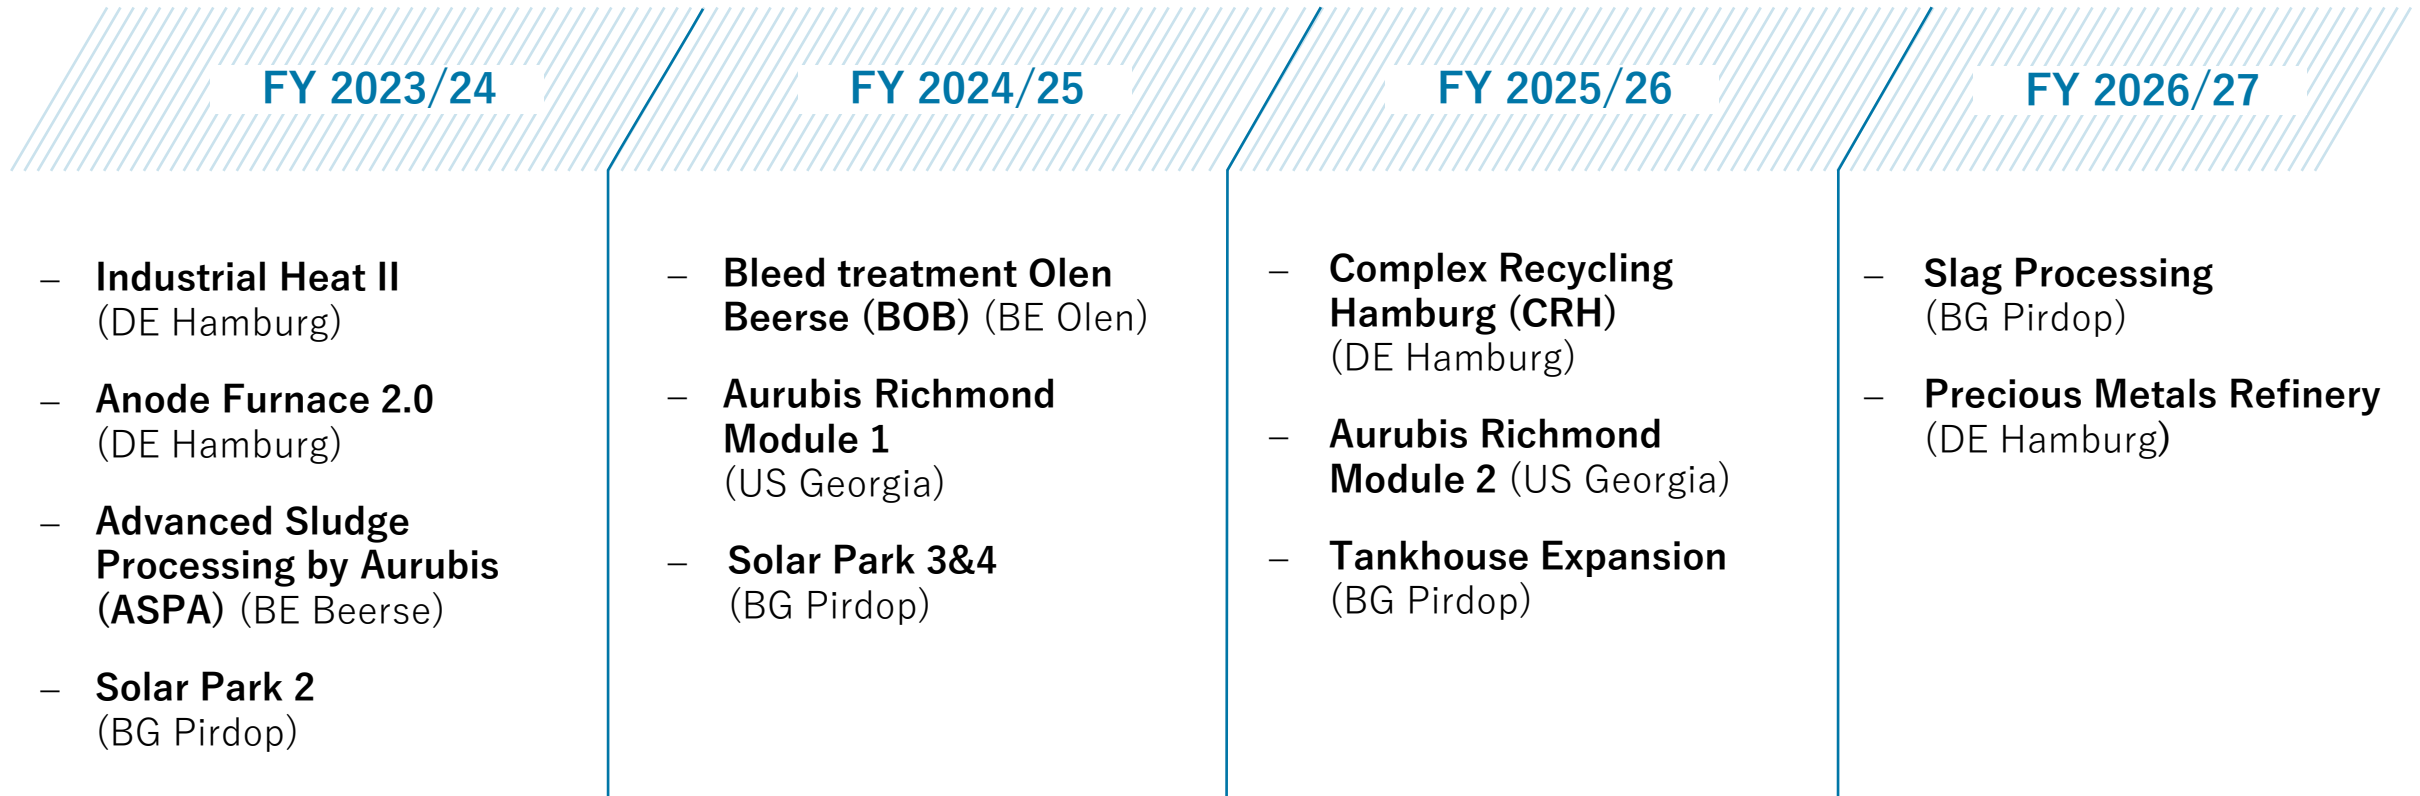 FY 2023/24
– Industrial Heat II
(DE Hamburg)
– Anode Furnace 2.0
(DE Hamburg)
– Advanced Sludge
Processing by Aurubis
(ASPA) (BE Beerse)
– Solar Park 2
(BG Pirdop)
FY 2024/25
– Bleed treatment Olen
Beerse (BOB) (BE Olen)
– Aurubis Richmond
Module 1
(US Georgia)
– Solar Park 3&4
(BG Pirdop)
FY 2025/26
– Complex Recycling
Hamburg (CRH)
(DE Hamburg)
– Aurubis Richmond
Module 2 (US Georgia)
– Tankhouse Expansion
(BG Pirdop)
FY 2026/27
– Slag Processing
(BG Pirdop)
– Precious Metals Refinery
(DE Hamburg)